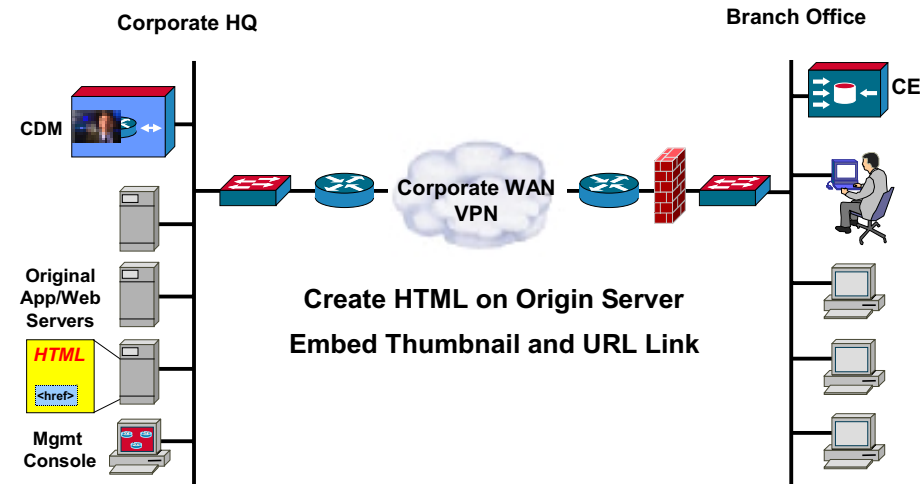 Corporate HQ
Branch Office
CDM
CE
Corporate WAN
VPN
Original
App/Web
Servers
Create HTML on Origin Server
Embed Thumbnail and URL Link
HTML
<href>
Mgmt
Console